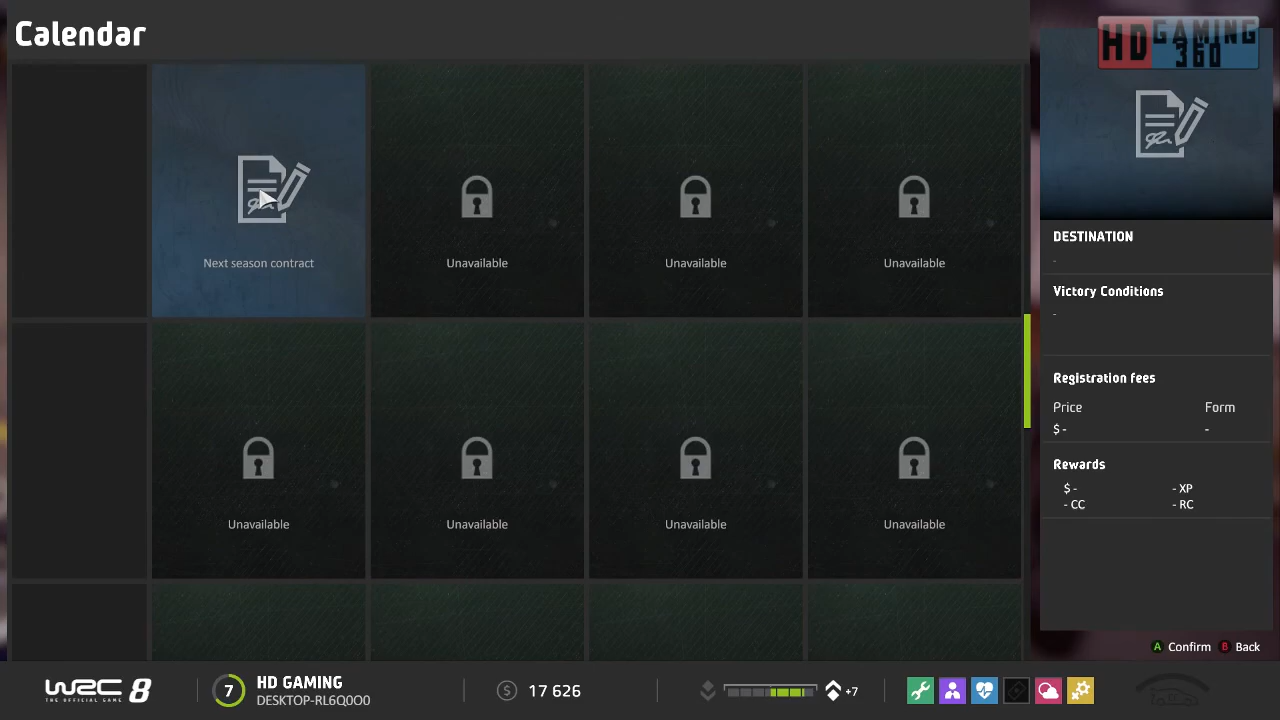 Calendar
HD GAMING 360
Next season contract
Unavailable
Unavailable
Unavailable
Unavailable
Unavailable
Unavailable
Unavailable
DESTINATION
-
Victory Conditions
-
Registration fees
Price Form
$ - -
Rewards
$ - - XP
- CC - RC
A Confirm B Back
WRC 8
THE OFFICIAL GAME
7
HD GAMING
DESKTOP-RL6Q0O0
$ 17 626
+7